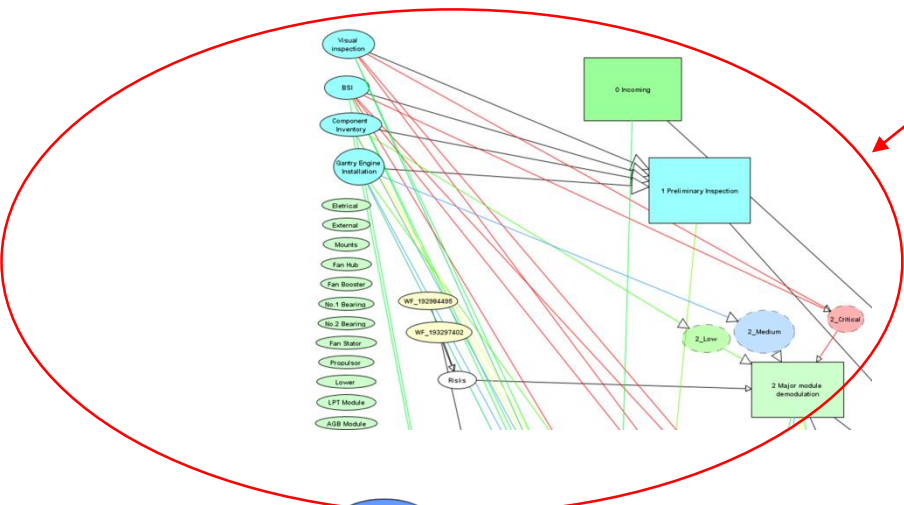 Visual
inspection
BSI
Component
Inventory
Gantry Engine
Installation
Eletrical
External
Mounts
Fan Hub
Fan Booster
No.1 Bearing
No.2 Bearing
Fan Stator
Propulsor
Lower
LPT Module
AGB Module
WF_192984495
WF_193297402
Risks
0 Incoming
1 Preliminary Inspection
2_Low
2_Medium
2_Critical
2 Major module
demodulation